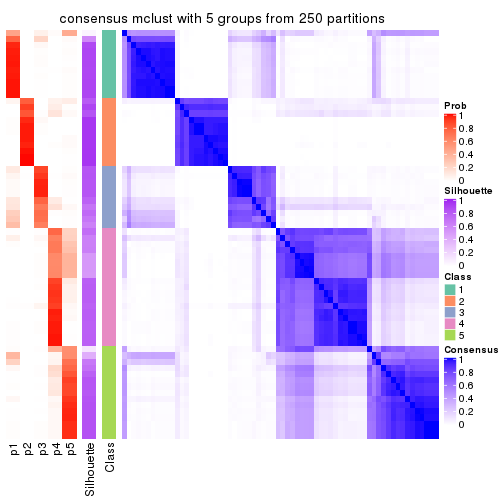 consensus mclust with 5 groups from 250 partitions
Prob
1
0.8
0.6
0.4
0.2
0
Silhouette
1
0.8
0.6
0.4
0.2
0
Class
1
2
3
4
5
Consensus
1
0.8
0.6
0.4
0.2
0
p1
p2
p3
p4
p5
Silhouette
Class